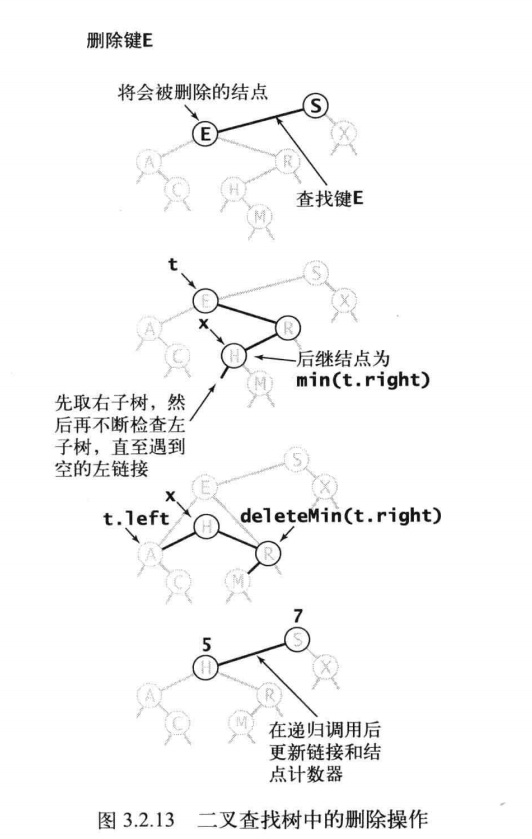 删除键E
将会被删除的结点
S
E
A
R
X
C
H
查找键E
M
t
S
E
X
x
A
R
H
后继结点为
C
M
min(t.right)
先取右子树，然
后再不断检查左
子树，直至遇到
空的左链接
S
E
X
x
t.left
deleteMin(t.right)
H
A
R
C
M
7
5
S
H
X
A
R
C
M
在递归调用后
更新链接和结
点计数器
图 3.2.13 二叉查找树中的删除操作